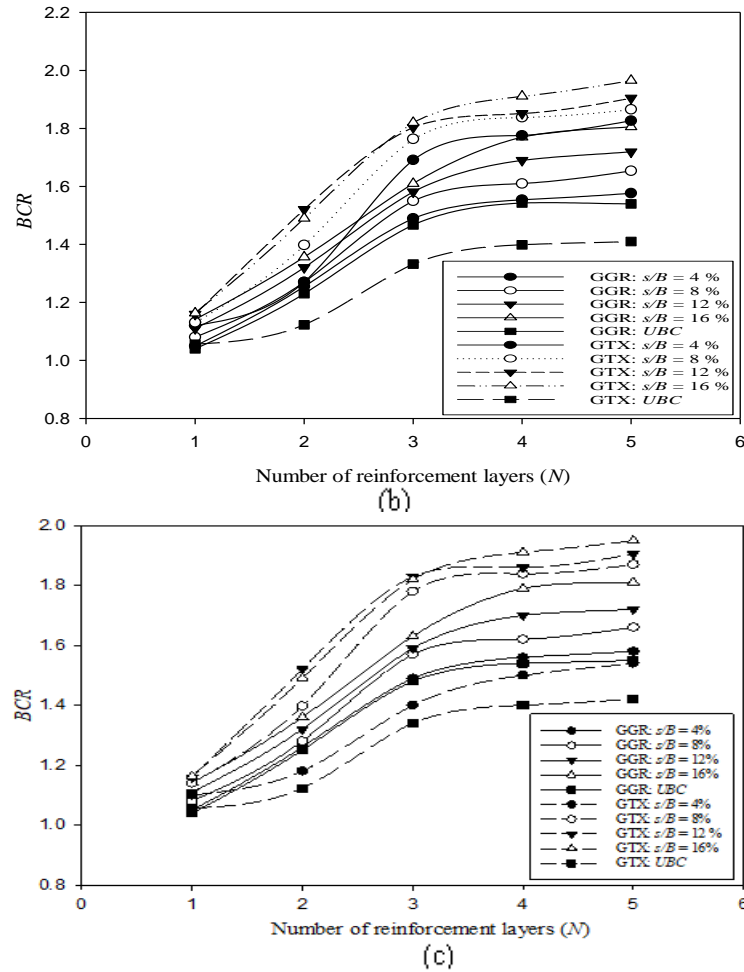 2.0
1.8
1.6
1.4
1.2
1.0
0.8
BCR
GGR: s/B = 4 %
GGR: s/B = 8 %
GGR: s/B = 12 %
GGR: s/B = 16 %
GGR: UBC
GTX: s/B = 4 %
GTX: s/B = 8 %
GTX: s/B = 12 %
GTX: s/B = 16 %
GTX: UBC
0 1 2 3 4 5 6
Number of reinforcement layers (N)
(b)
2.0
1.8
1.6
1.4
1.2
1.0
0.8
BCR
GGR: s/B = 4%
GGR: s/B = 8%
GGR: s/B = 12%
GGR: s/B = 16%
GGR: UBC
GTX: s/B = 4%
GTX: s/B = 8%
GTX: s/B = 12 %
GTX: s/B = 16%
GTX: UBC
0 1 2 3 4 5 6
Number of reinforcement layers (N)
(c)